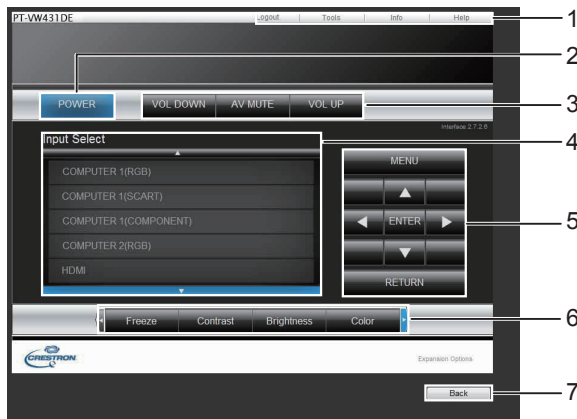 PT-VW431DE
Logout | Tools | Info | Help
1
2
POWER
VOL DOWN AV MUTE VOL UP
3
Interface 2.7.2.6
Input Select
4
COMPUTER 1(RGB)
COMPUTER 1(SCART)
COMPUTER 1(COMPONENT)
COMPUTER 2(RGB)
HDMI
MENU
ENTER
RETURN
5
Freeze Contrast Brightness Color
6
CRESTRON
Expansion Options
Back
7